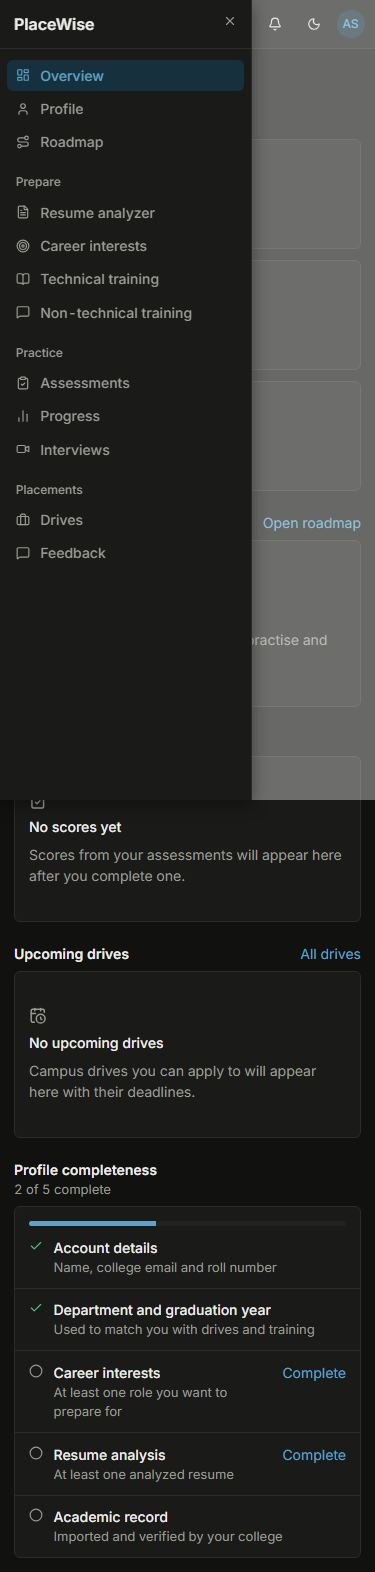 PlaceWise
AS
Overview
Profile
Roadmap
Prepare
Resume analyzer
Career interests
Technical training
Non-technical training
Practice
Assessments
Progress
Interviews
Placements
Drives
Feedback
Open roadmap
practise and
No scores yet
Scores from your assessments will appear here
after you complete one.
Upcoming drives
All drives
No upcoming drives
Campus drives you can apply to will appear
here with their deadlines.
Profile completeness
2 of 5 complete
Account details
Name, college email and roll number
Department and graduation year
Used to match you with drives and training
Career interests
Complete
At least one role you want to
prepare for
Resume analysis
Complete
At least one analyzed resume
Academic record
Imported and verified by your college